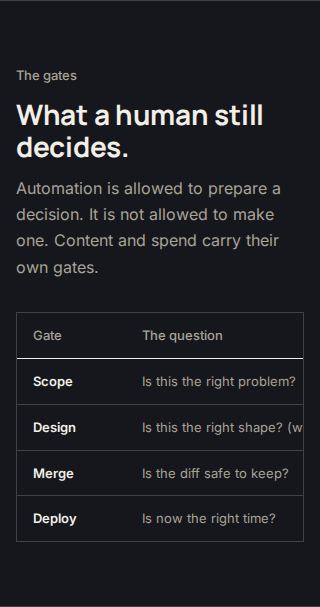 The gates
What a human still
decides.
Automation is allowed to prepare a
decision. It is not allowed to make
one. Content and spend carry their
own gates.
Gate The question
Scope Is this the right problem?
Design Is this the right shape? (w
Merge Is the diff safe to keep?
Deploy Is now the right time?